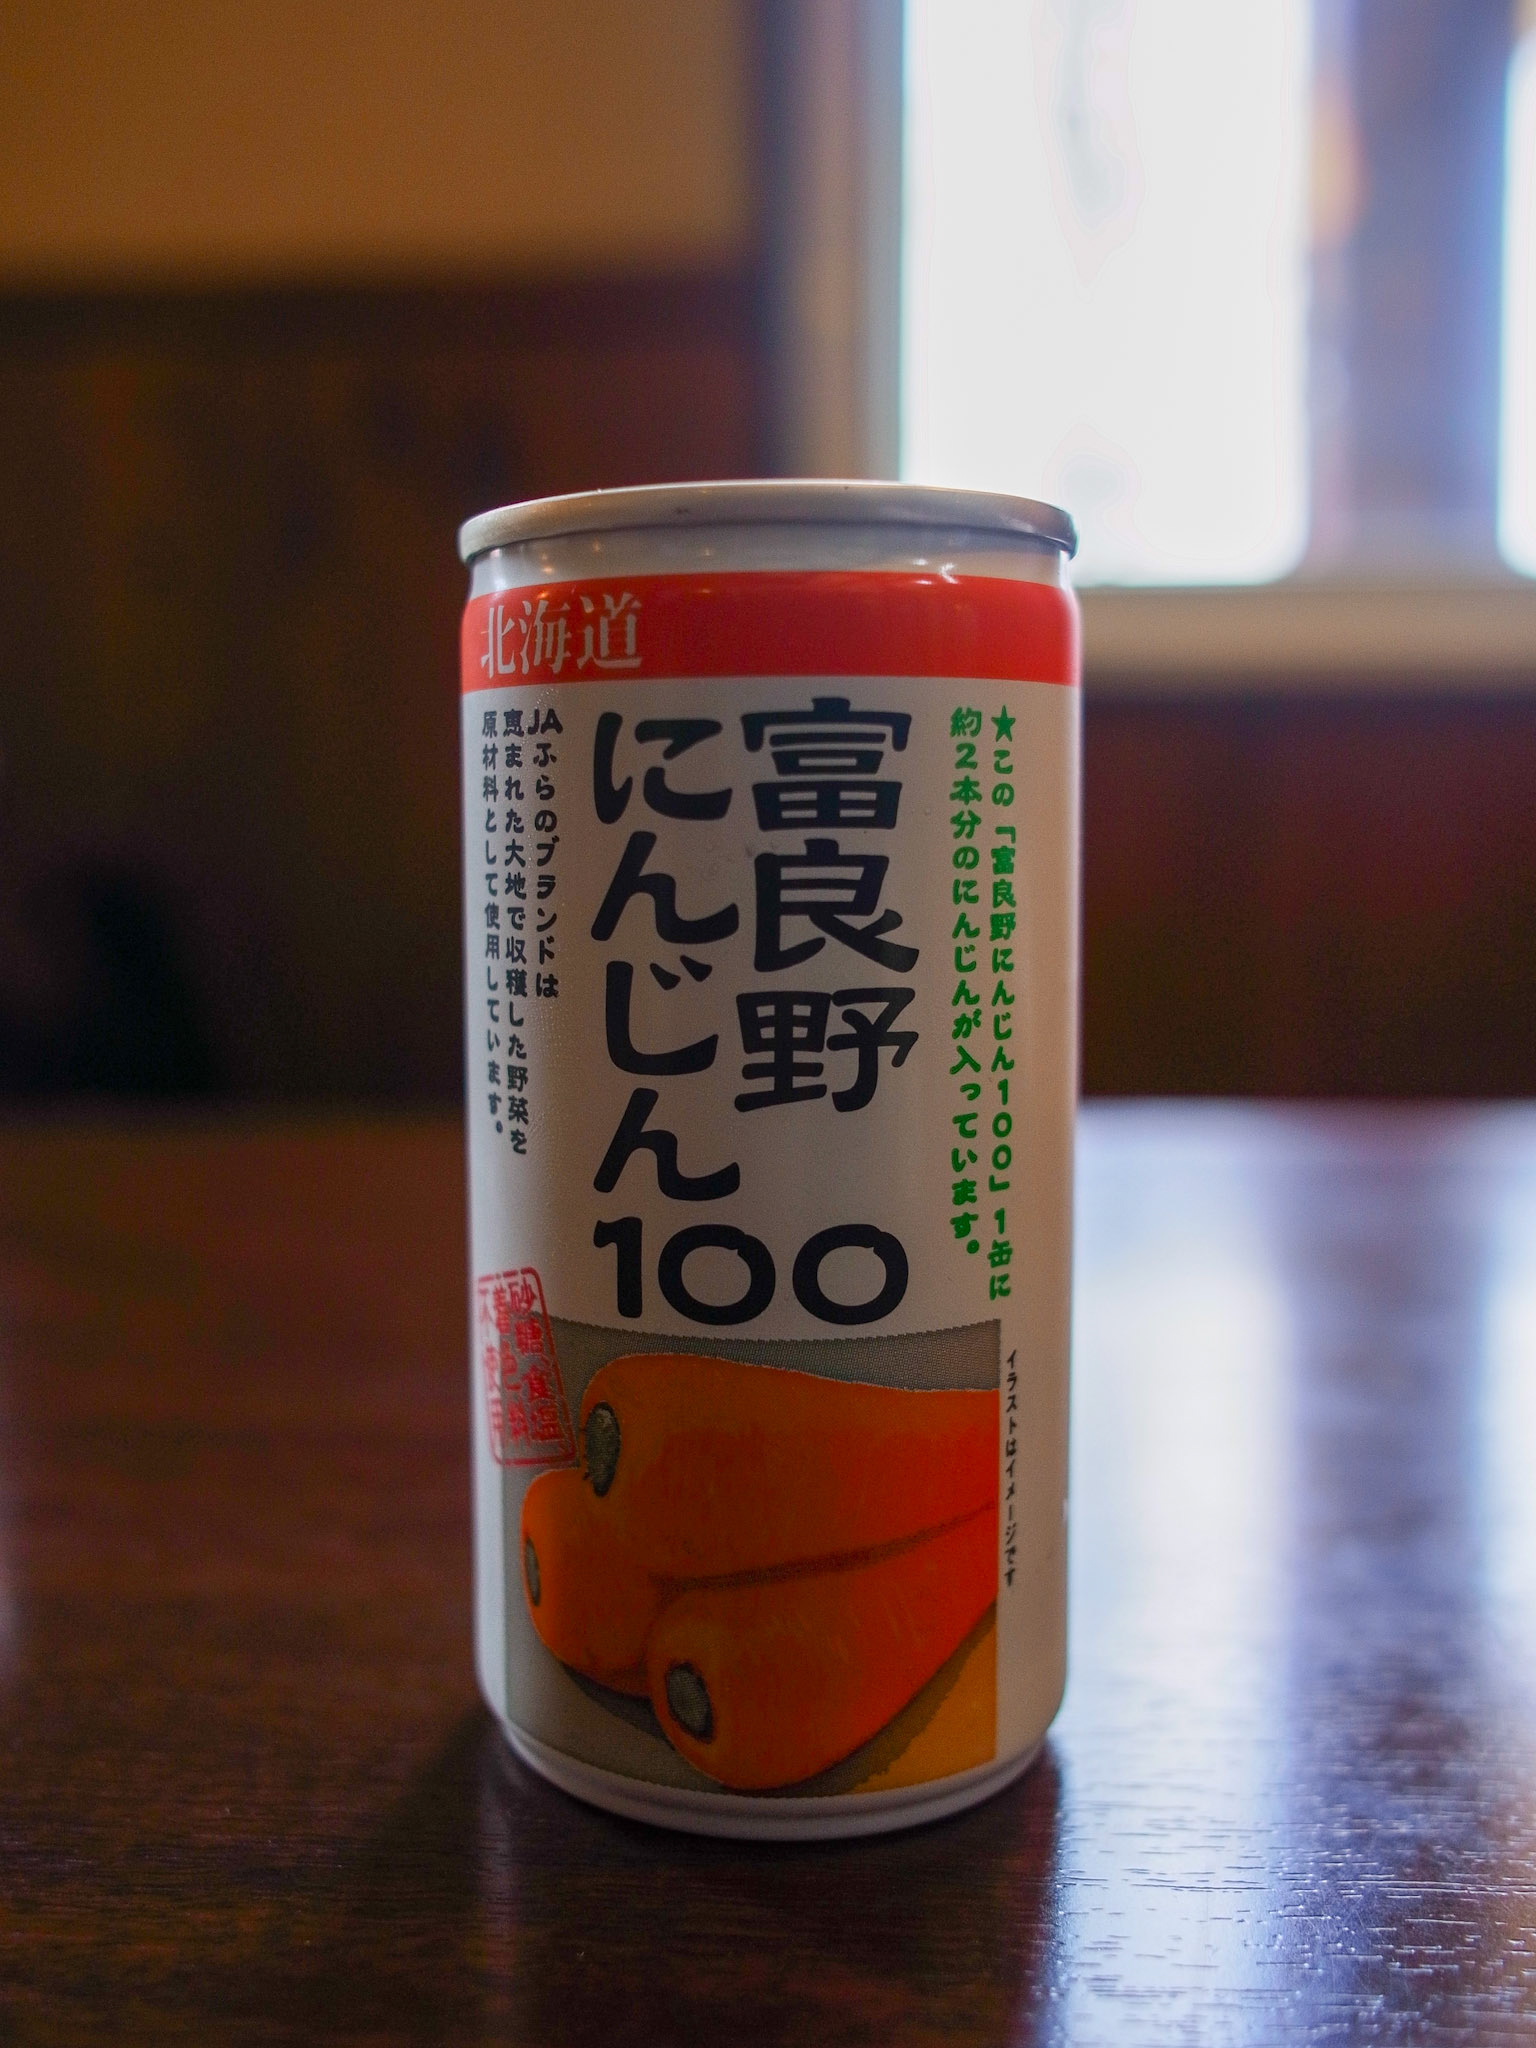 北海道
★この「富良野にんじん100」1缶に
約2本分のにんじんが入っています。
富良野
にんじん
100
JAふらのブランドは
恵まれた大地で収穫した野菜を
原材料として使用しています。
砂糖、食塩
着色料
不使用
イラストはイメージです